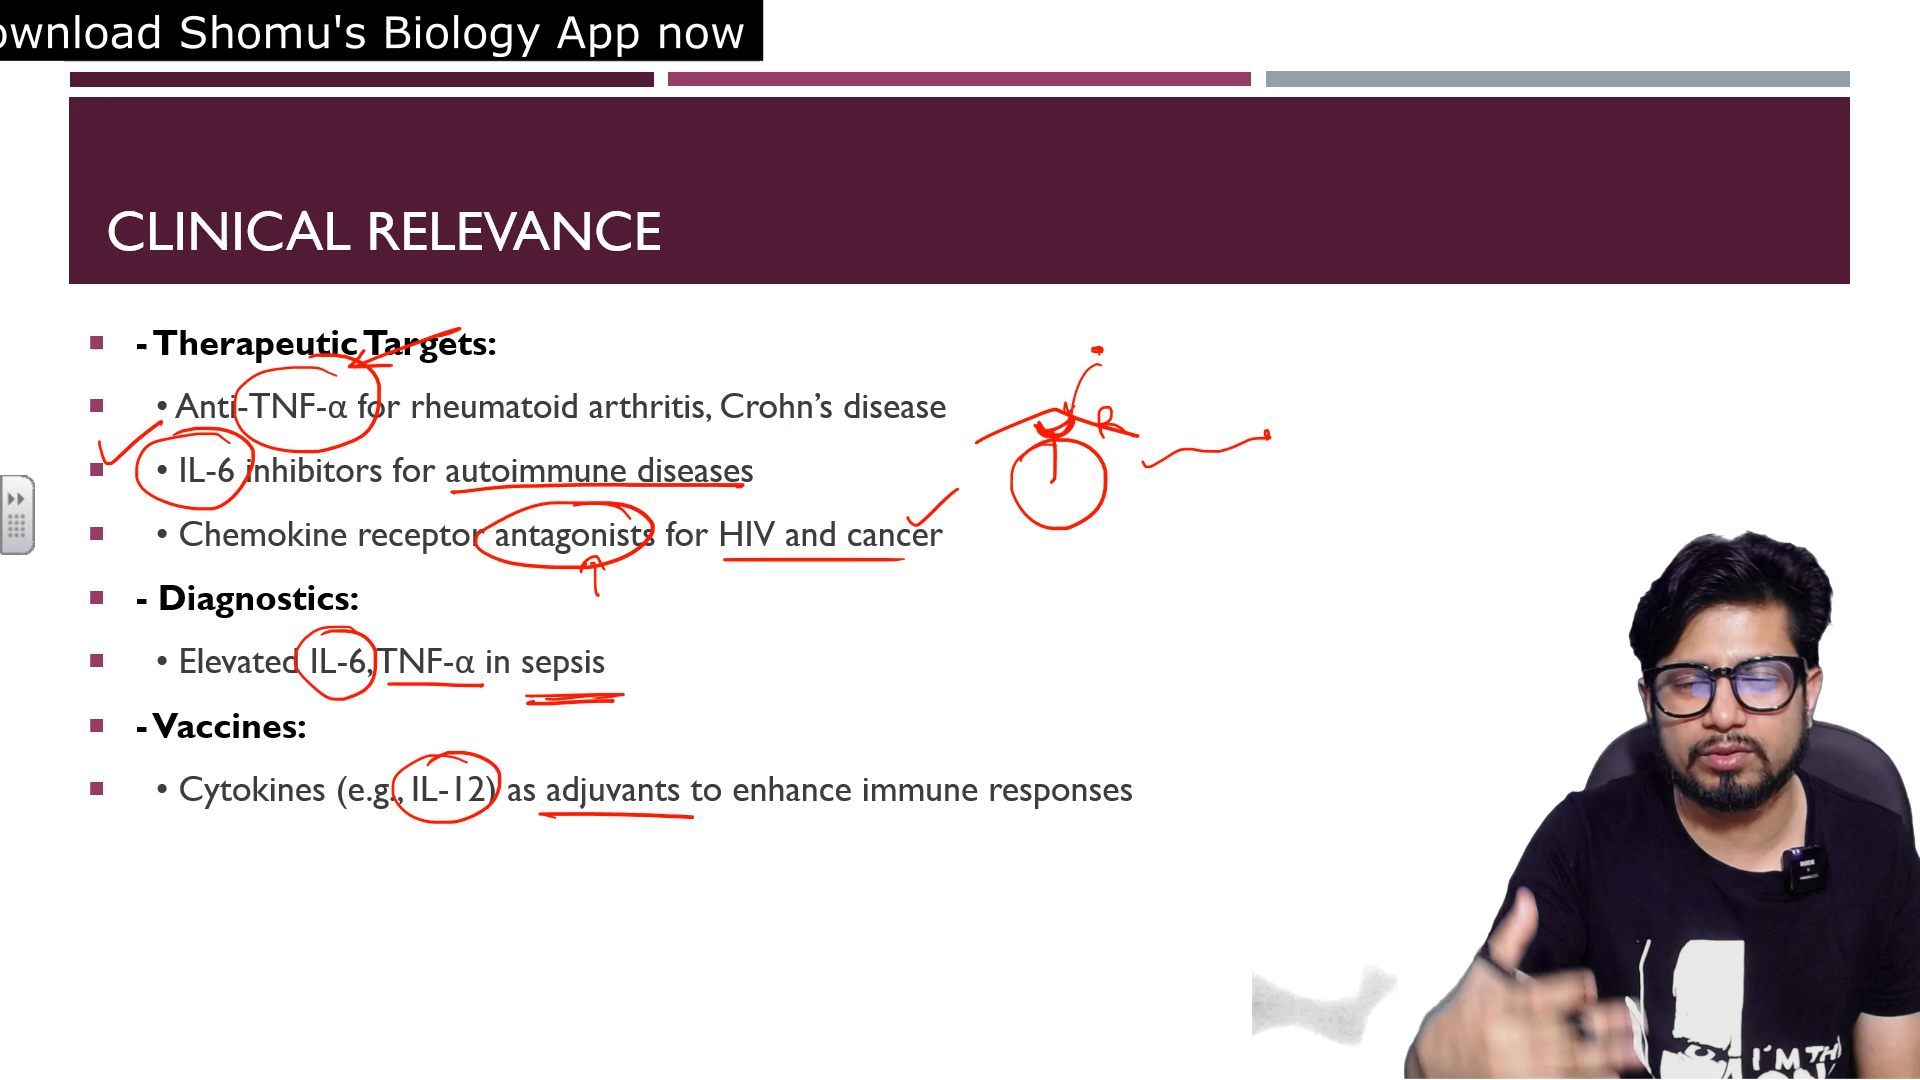 ownload Shomu's Biology App now
CLINICAL RELEVANCE
- Therapeutic Targets:
• Anti-TNF-α for rheumatoid arthritis, Crohn's disease
• IL-6 inhibitors for autoimmune diseases
• Chemokine receptor antagonists for HIV and cancer
- Diagnostics:
• Elevated IL-6, TNF-α in sepsis
- Vaccines:
• Cytokines (e.g., IL-12) as adjuvants to enhance immune responses
R
RODE
I'M TH